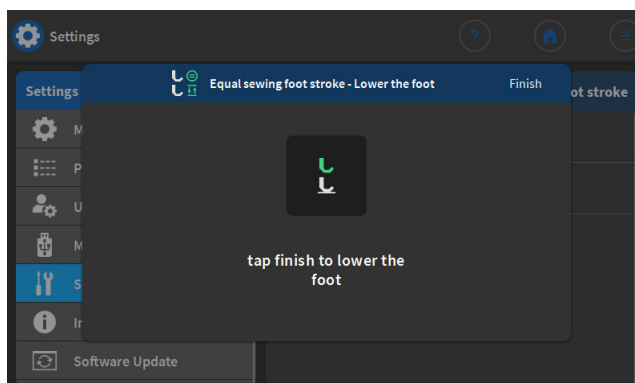 Settings
Settings
Equal sewing foot stroke - Lower the foot
Finish
ot stroke
M
P
U
M
S
In
tap finish to lower the
foot
Software Update